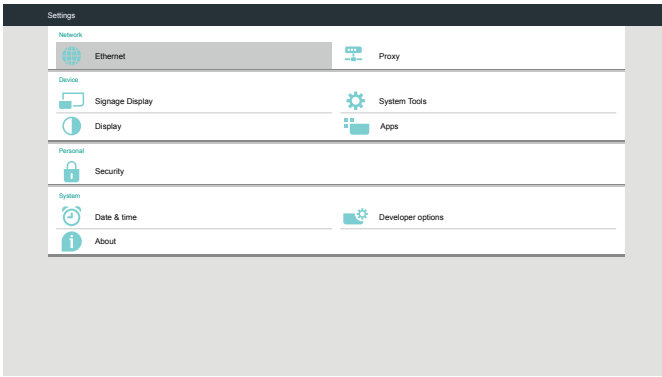 Settings
Network
Ethernet
Proxy
Device
Signage Display
System Tools
Display
Apps
Personal
Security
System
Date & time
Developer options
About